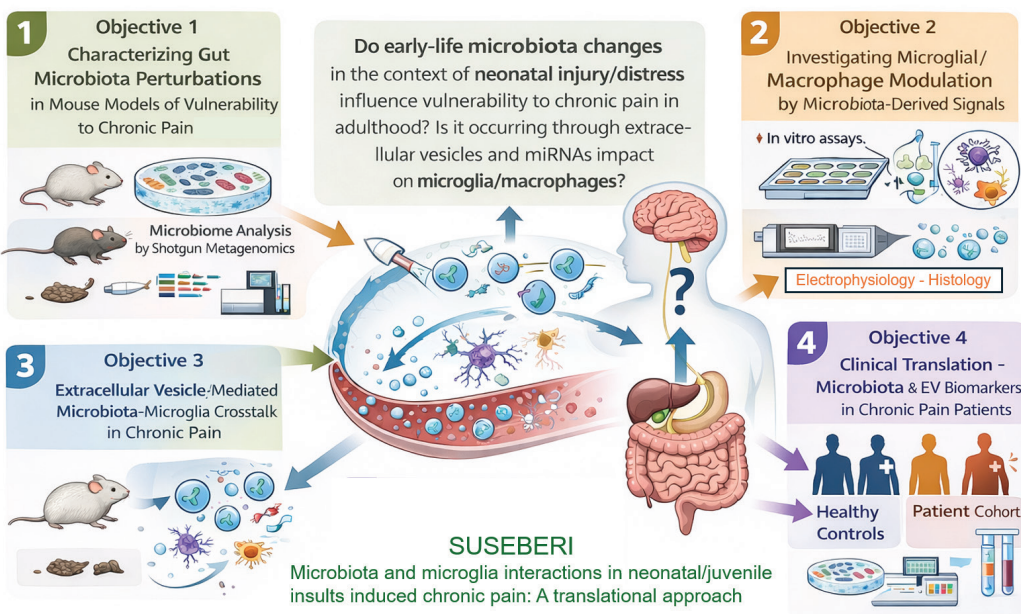 1
Objective 1
Characterizing Gut
Microbiota Perturbations
in Mouse Models of Vulnerability
to Chronic Pain
Microbiome Analysis
by Shotgun Metagenomics
Do early-life microbiota changes
in the context of neonatal injury/distress
influence vulnerability to chronic pain in
adulthood? Is it occurring through extrace-
llular vesicles and miRNAs impact
on microglia/macrophages?
2
Objective 2
Investigating Microglial/
Macrophage Modulation
by Microbiota-Derived Signals
In vitro assays.
Electrophysiology - Histology
?
3
Objective 3
Extracellular Vesicle-Mediated
Microbiota-Microglia Crosstalk
in Chronic Pain
4
Objective 4
Clinical Translation -
Microbiota & EV Biomarkers
in Chronic Pain Patients
Healthy
Controls
Patient Cohort
SUSEBERI
Microbiota and microglia interactions in neonatal/juvenile
insults induced chronic pain: A translational approach